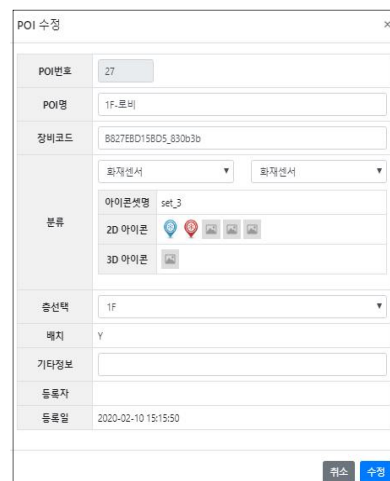 POI 수정
×
POI번호 27
POI명 1F-로비
장비코드 B827EBD15BD5_830b3b
분류 화재센서 화재센서
아이콘셋명 set_3
2D 아이콘
3D 아이콘
층선택 1F
배치 Y
기타정보
등록자
등록일 2020-02-10 15:15:50
취소 수정